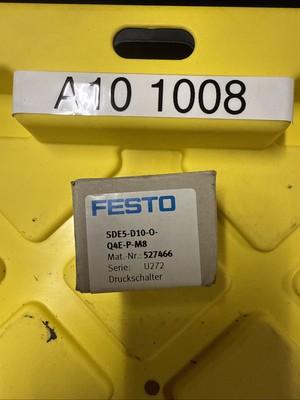 A10 1008
FESTO
SDE5-D10-O-
Q4E-P-M8
Mat.-Nr.: 527466
Serie: U272
Druckschalter